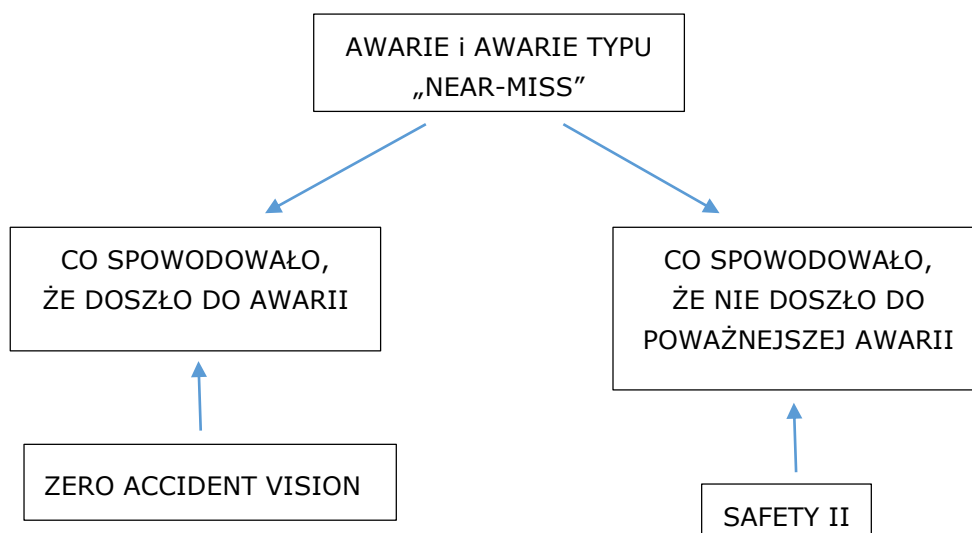 AWARIE i AWARIE TYPU
„NEAR-MISS”
CO SPOWODOWAŁO,
ŻE DOSZŁO DO AWARII
CO SPOWODOWAŁO,
ŻE NIE DOSZŁO DO
POWAŻNEJSZEJ AWARII
ZERO ACCIDENT VISION
SAFETY II